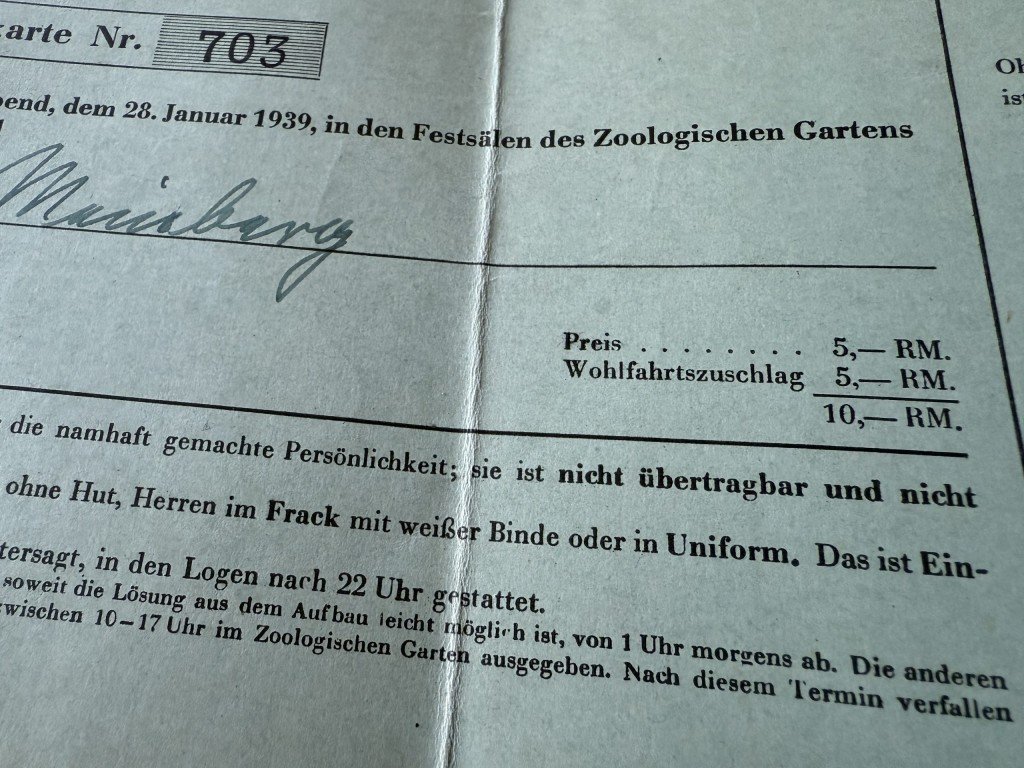 karte Nr. 703
bend, dem 28. Januar 1939, in den Festsälen des Zoologischen Gartens
Preis . . . . . . . . 5,— RM.
Wohlfahrtszuschlag 5,— RM.
10,— RM.
die namhaft gemachte Persönlichkeit; sie ist nicht übertragbar und nicht
ohne Hut, Herren im Frack mit weißer Binde oder in Uniform. Das ist Ein-
tersagt, in den Logen nach 22 Uhr gestattet.
soweit die Lösung aus dem Aufbau leicht möglich ist, von 1 Uhr morgens ab. Die anderen
zwischen 10–17 Uhr im Zoologischen Garten ausgegeben. Nach diesem Termin verfallen
Oh
ist